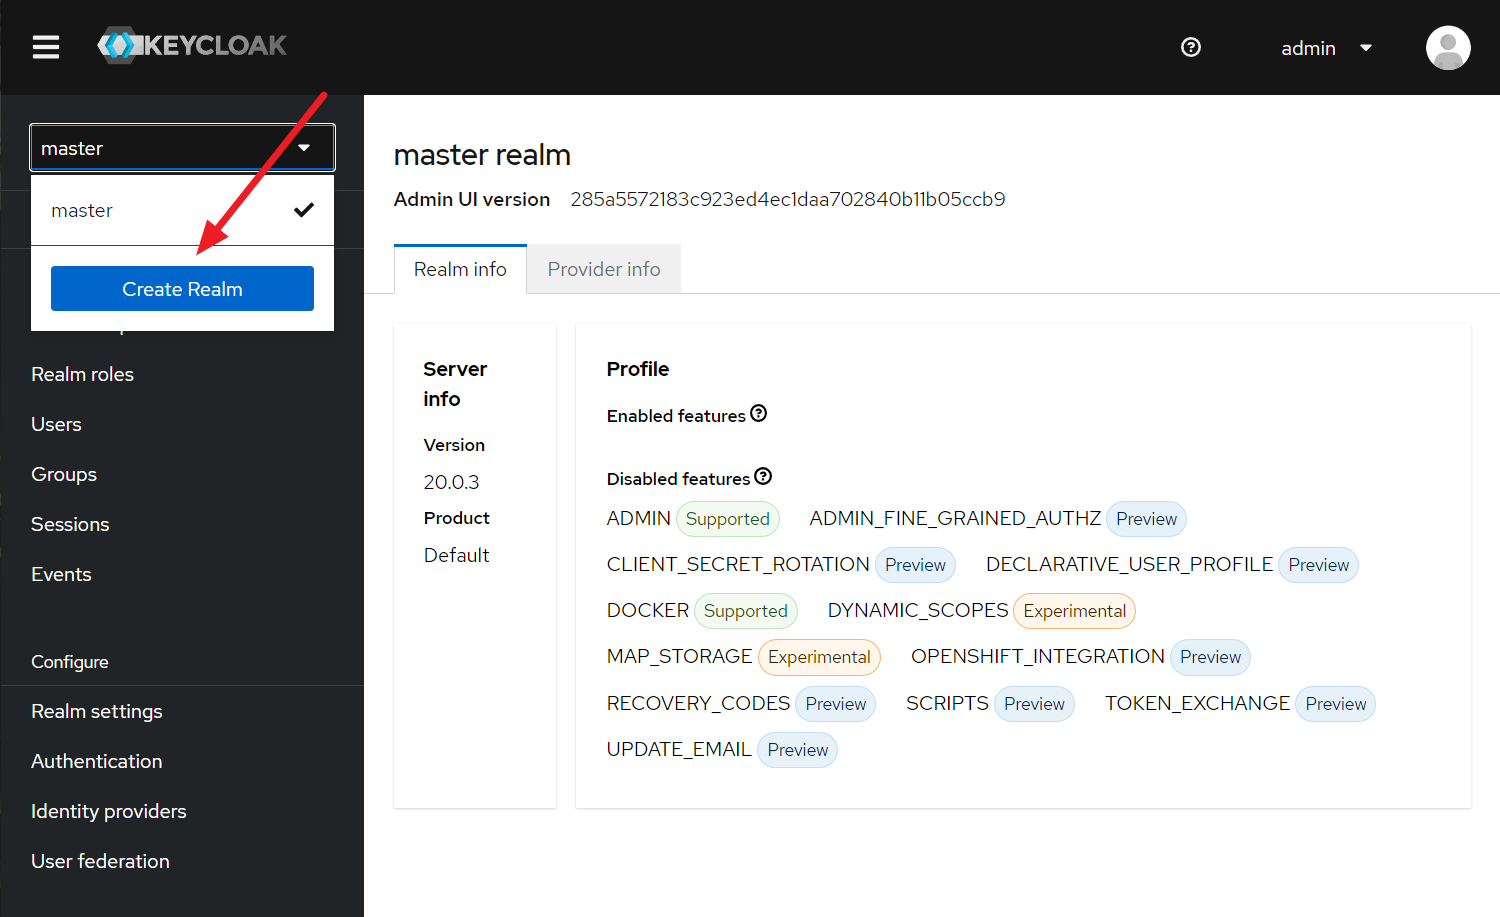 KEYCLOAK
admin
master
master
Create Realm
Realm roles
Users
Groups
Sessions
Events
Configure
Realm settings
Authentication
Identity providers
User federation
master realm
Admin UI version 285a5572183c923ed4ec1daa702840b11b05ccb9
Realm info Provider info
Server
info
Version
20.0.3
Product
Default
Profile
Enabled features
Disabled features
ADMIN Supported ADMIN_FINE_GRAINED_AUTHZ Preview
CLIENT_SECRET_ROTATION Preview DECLARATIVE_USER_PROFILE Preview
DOCKER Supported DYNAMIC_SCOPES Experimental
MAP_STORAGE Experimental OPENSHIFT_INTEGRATION Preview
RECOVERY_CODES Preview SCRIPTS Preview TOKEN_EXCHANGE Preview
UPDATE_EMAIL Preview